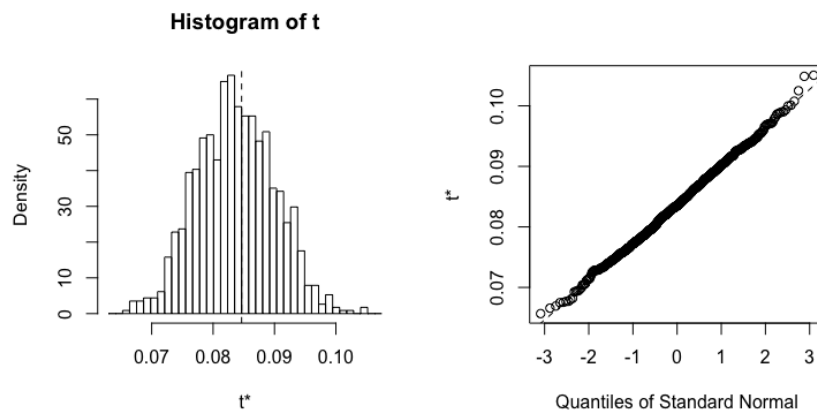 Histogram of t
Density
0 10 30 50
0.07 0.08 0.09 0.10
t*
t*
0.07 0.08 0.09 0.10
-3 -2 -1 0 1 2 3
Quantiles of Standard Normal